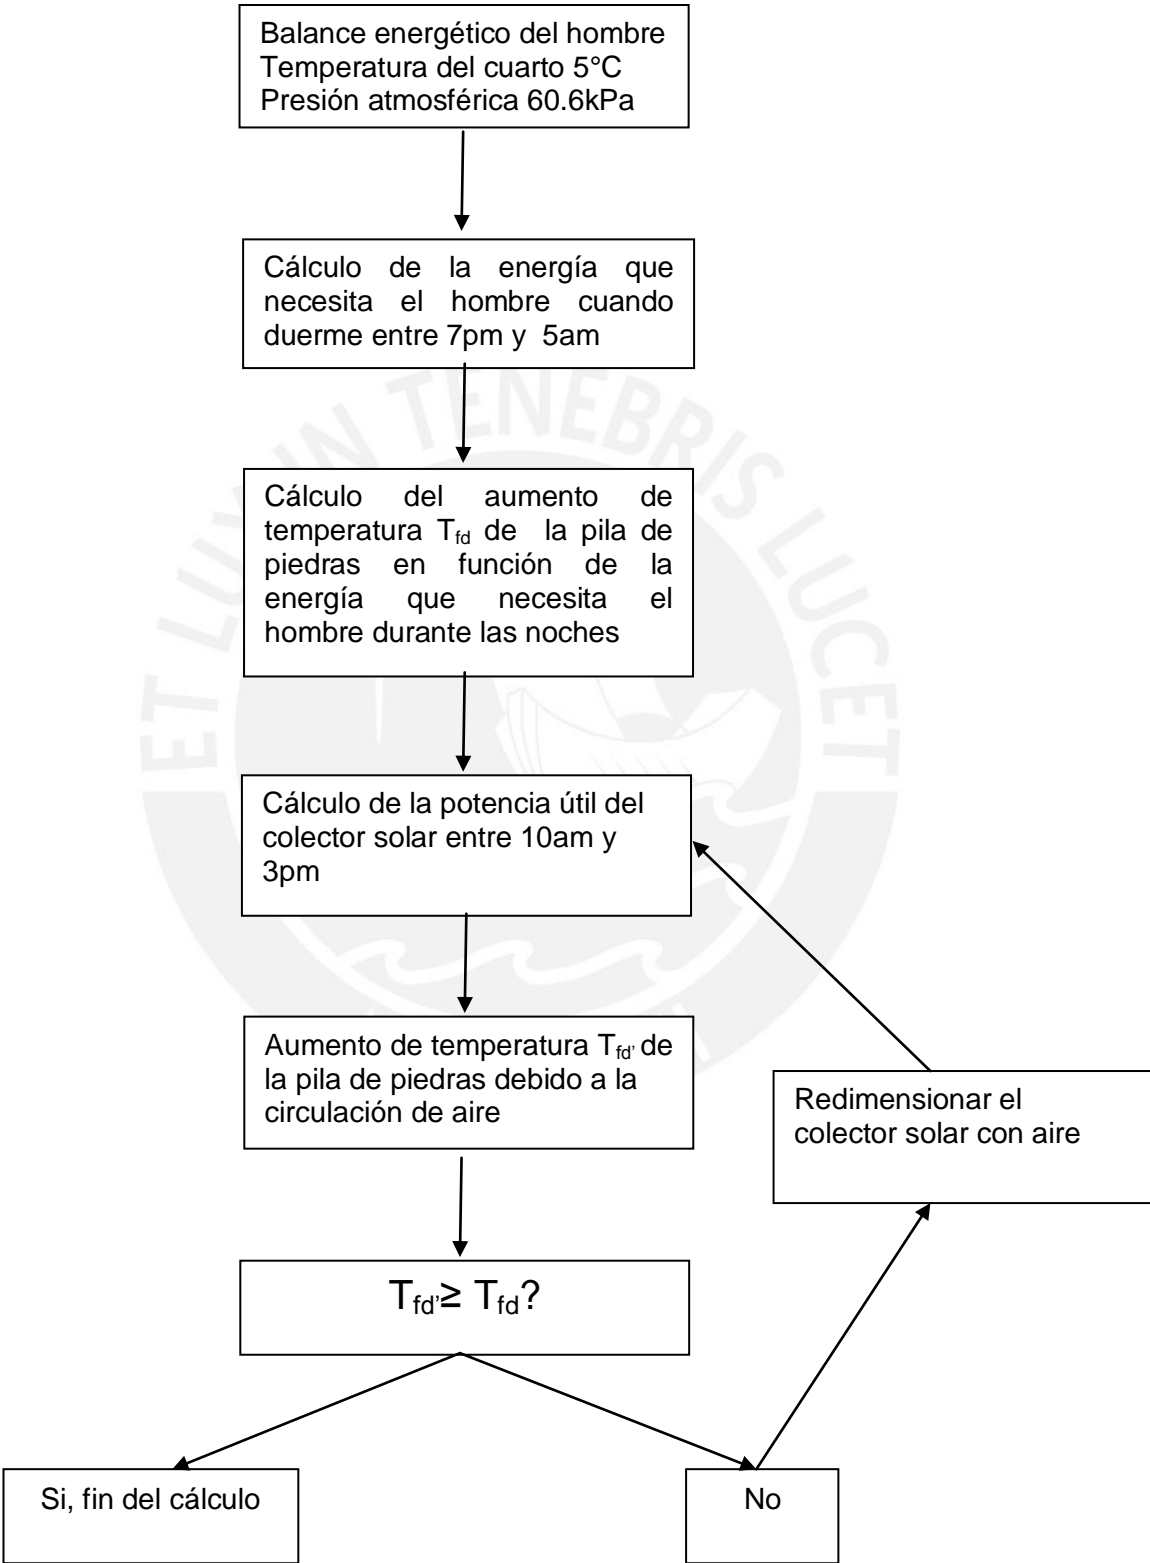 Balance energético del hombre
Temperatura del cuarto 5°C
Presión atmosférica 60.6kPa
Cálculo de la energía que
necesita el hombre cuando
duerme entre 7pm y 5am
ET LUX IN TENEBRIS LUCET
Cálculo del aumento de
temperatura Tfd de la pila de
piedras en función de la
energía que necesita el
hombre durante las noches
Cálculo de la potencia útil del
colector solar entre 10am y
3pm
Aumento de temperatura Tfd' de
la pila de piedras debido a la
circulación de aire
Redimensionar el
colector solar con aire
Tfd'≥ Tfd?
Si, fin del cálculo
No